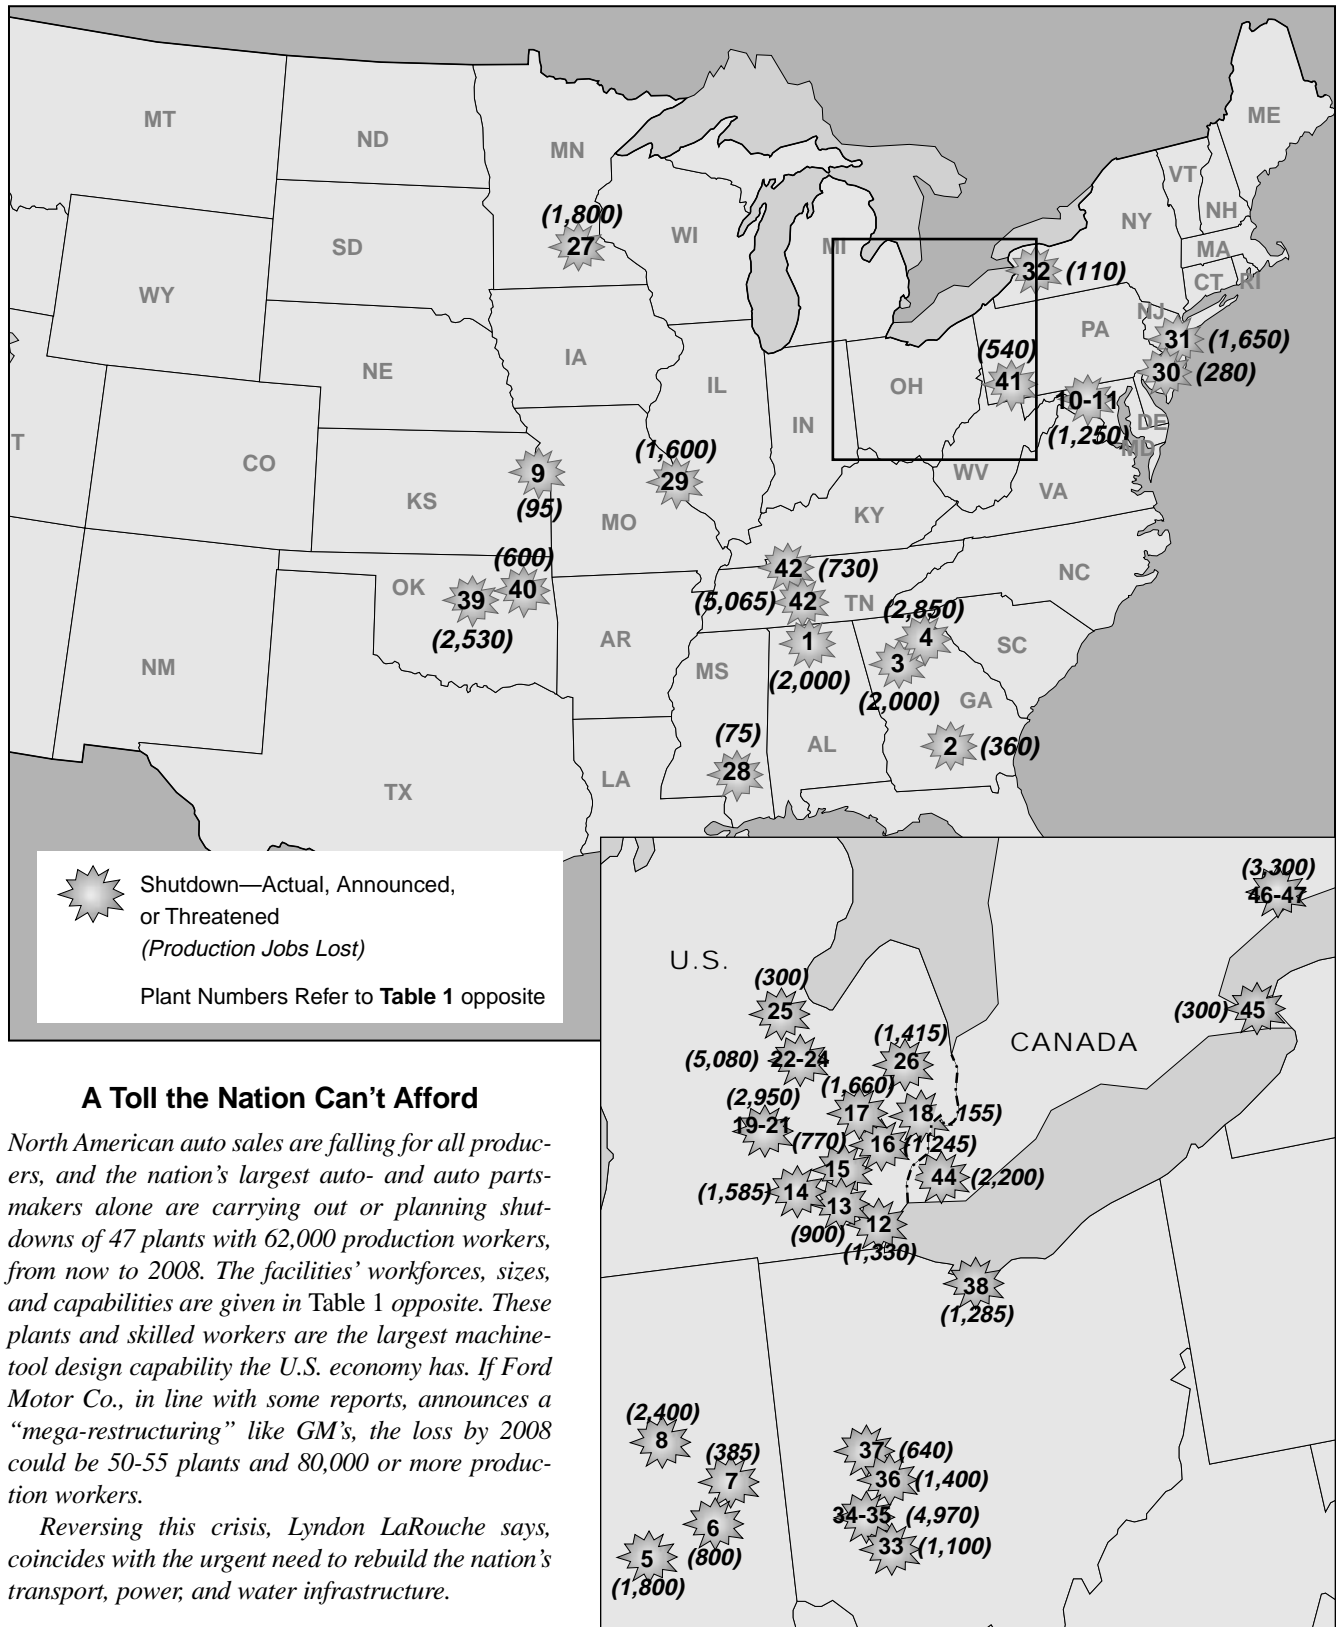 MT
ND
MN
ME
VT
NH
NY
MA
CT
RI
(1,800)
27
WI
MI
SD
32 (110)
WY
NJ
PA
31 (1,650)
(540)
IA
NE
IL
OH
41
30 (280)
10-11
DE
IN
(1,250)
MD
T
CO
(1,600)
9
29
WV
KS
VA
(95)
MO
KY
(600)
42 (730)
NC
OK
39
40
(5,065) 42
TN
(2,850)
(2,530)
AR
1
4
SC
NM
MS
3
(2,000)
(2,000)
GA
(75)
AL
2 (360)
28
LA
TX
Shutdown—Actual, Announced,
or Threatened
(Production Jobs Lost)
Plant Numbers Refer to Table 1 opposite
(3,300)
46-47
U.S.
(300)
25
(300) 45
CANADA
(1,415)
(5,080) 22-24
26
(1,660)
(2,950)
19-21
17
18
155)
(770)
16
(1,245)
15
44 (2,200)
(1,585) 14
13
12
(900)
(1,330)
38
(1,285)
(2,400)
8
37 (640)
(385)
7
36 (1,400)
34-35 (4,970)
6
33 (1,100)
5
(800)
(1,800)
A Toll the Nation Can't Afford
North American auto sales are falling for all produc-
ers, and the nation's largest auto- and auto parts-
makers alone are carrying out or planning shut-
downs of 47 plants with 62,000 production workers,
from now to 2008. The facilities' workforces, sizes,
and capabilities are given in Table 1 opposite. These
plants and skilled workers are the largest machine-
tool design capability the U.S. economy has. If Ford
Motor Co., in line with some reports, announces a
“mega-restructuring” like GM's, the loss by 2008
could be 50-55 plants and 80,000 or more produc-
tion workers.
Reversing this crisis, Lyndon LaRouche says,
coincides with the urgent need to rebuild the nation's
transport, power, and water infrastructure.